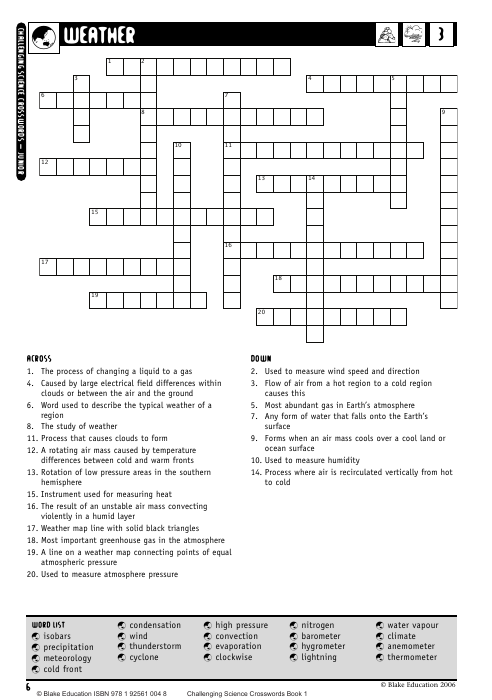 CHALLENGING SCIENCE CROSSWORDS – JUNIOR
WEATHER
3
1
2
3
4
5
6
7
8
9
10
11
12
13
14
15
16
17
18
19
20
ACROSS
1. The process of changing a liquid to a gas
4. Caused by large electrical field differences within
clouds or between the air and the ground
6. Word used to describe the typical weather of a
region
8. The study of weather
11. Process that causes clouds to form
12. A rotating air mass caused by temperature
differences between cold and warm fronts
13. Rotation of low pressure areas in the southern
hemisphere
15. Instrument used for measuring heat
16. The result of an unstable air mass convecting
violently in a humid layer
17. Weather map line with solid black triangles
18. Most important greenhouse gas in the atmosphere
19. A line on a weather map connecting points of equal
atmospheric pressure
20. Used to measure atmosphere pressure
DOWN
2. Used to measure wind speed and direction
3. Flow of air from a hot region to a cold region
causes this
5. Most abundant gas in Earth's atmosphere
7. Any form of water that falls onto the Earth's
surface
9. Forms when an air mass cools over a cool land or
ocean surface
10. Used to measure humidity
14. Process where air is recirculated vertically from hot
to cold
WORD LIST
isobars
precipitation
meteorology
cold front
condensation
wind
thunderstorm
cyclone
high pressure
convection
evaporation
clockwise
nitrogen
barometer
hygrometer
lightning
water vapour
climate
anemometer
thermometer
6
© Blake Education 2006
© Blake Education ISBN 978 1 92561 004 8 Challenging Science Crosswords Book 1